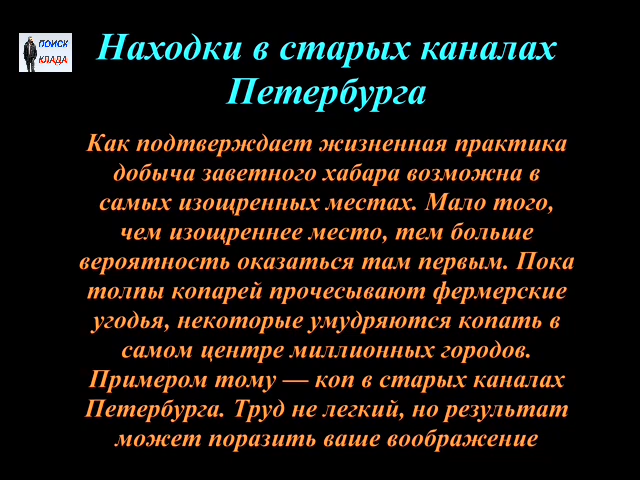 ПОИСК
КЛАДА
Находки в старых каналах
Петербурга
Как подтверждает жизненная практика
добыча заветного хабара возможна в
самых изощренных местах. Мало того,
чем изощреннее место, тем больше
вероятность оказаться там первым. Пока
толпы копарей прочесывают фермерские
угодья, некоторые умудряются копать в
самом центре миллионных городов.
Примером тому — коп в старых каналах
Петербурга. Труд не легкий, но результат
может поразить ваше воображение